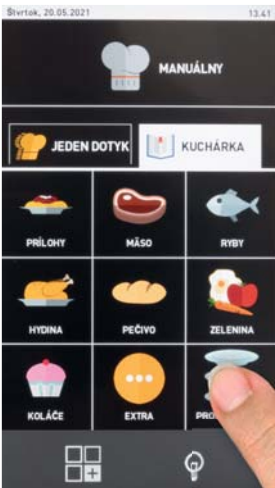 Štvrtok, 20.05.2021 13.41
MANUÁLNY
JEDEN DOTYK
KUCHÁRKA
PRÍLOHY MÄSO RYBY
HYDINA PEČIVO ZELENINA
KOLÁČE EXTRA